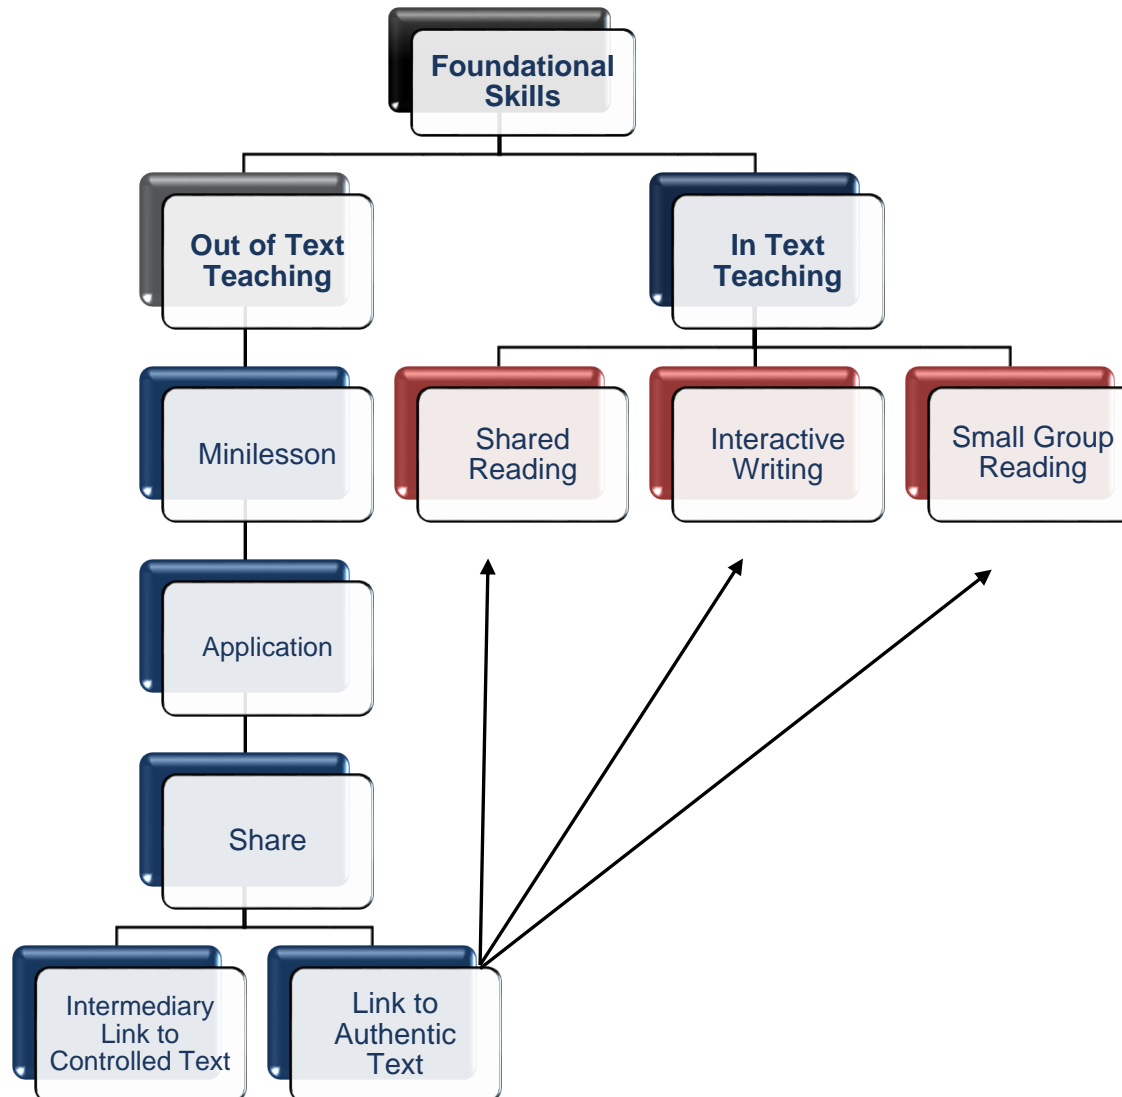 Foundational
Skills
Out of Text
Teaching
In Text
Teaching
Minilesson
Shared
Reading
Interactive
Writing
Small Group
Reading
Application
Share
Intermediary
Link to
Controlled Text
Link to
Authentic
Text